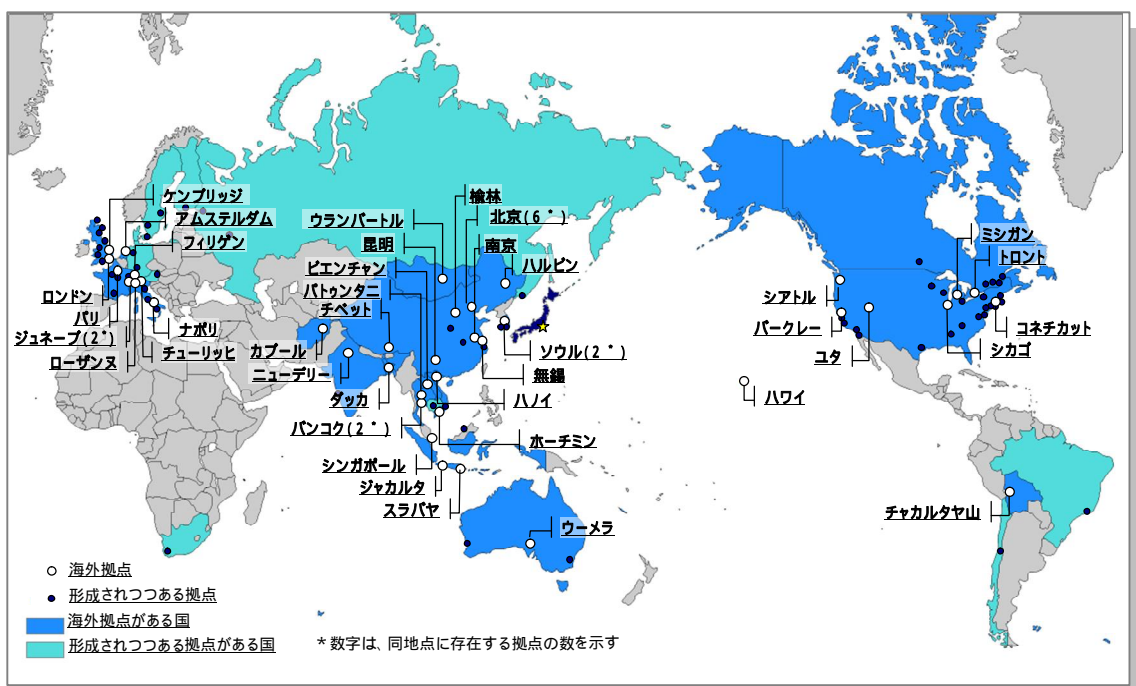 ケンブリッジ
アムステルダム
フィリゲン
ロンドン
パリ
ジュネーブ(2*)
ローザンヌ
ナポリ
チューリッヒ
ウランバートル
昆明
ビエンチャン
パトゥンタニ
チベット
カブール
ニューデリー
ダッカ
バンコク(2*)
シンガポール
ジャカルタ
スラバヤ
楡林
北京(6*)
南京
ハルビン
ソウル(2*)
無錫
ハノイ
ホーチミン
ウーメラ
ミシガン
トロント
シアトル
バークレー
ユタ
コネチカット
シカゴ
ハワイ
チャカルタヤ山
海外拠点
形成されつつある拠点
海外拠点がある国
形成されつつある拠点がある国
*数字は、同地点に存在する拠点の数を示す